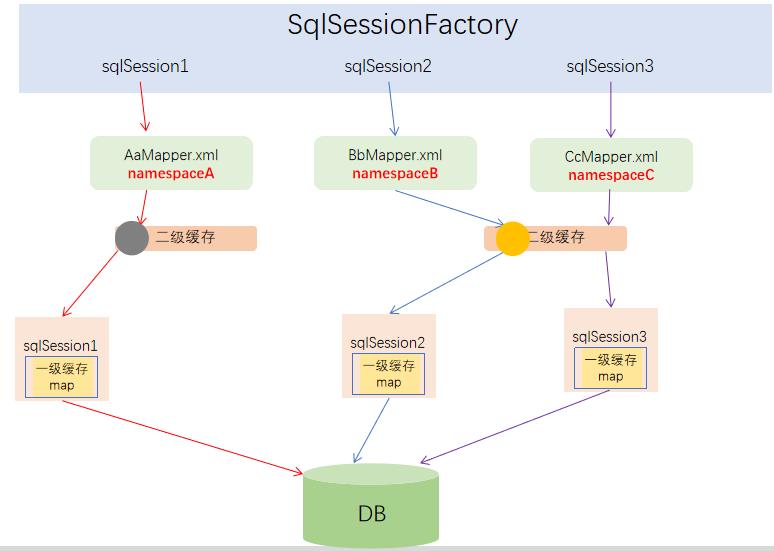 SqlSessionFactory
sqlSession1
sqlSession2
sqlSession3
AaMapper.xml
namespaceA
BbMapper.xml
namespaceB
CcMapper.xml
namespaceC
二级缓存
二级缓存
sqlSession1
一级缓存
map
sqlSession2
一级缓存
map
sqlSession3
一级缓存
map
DB